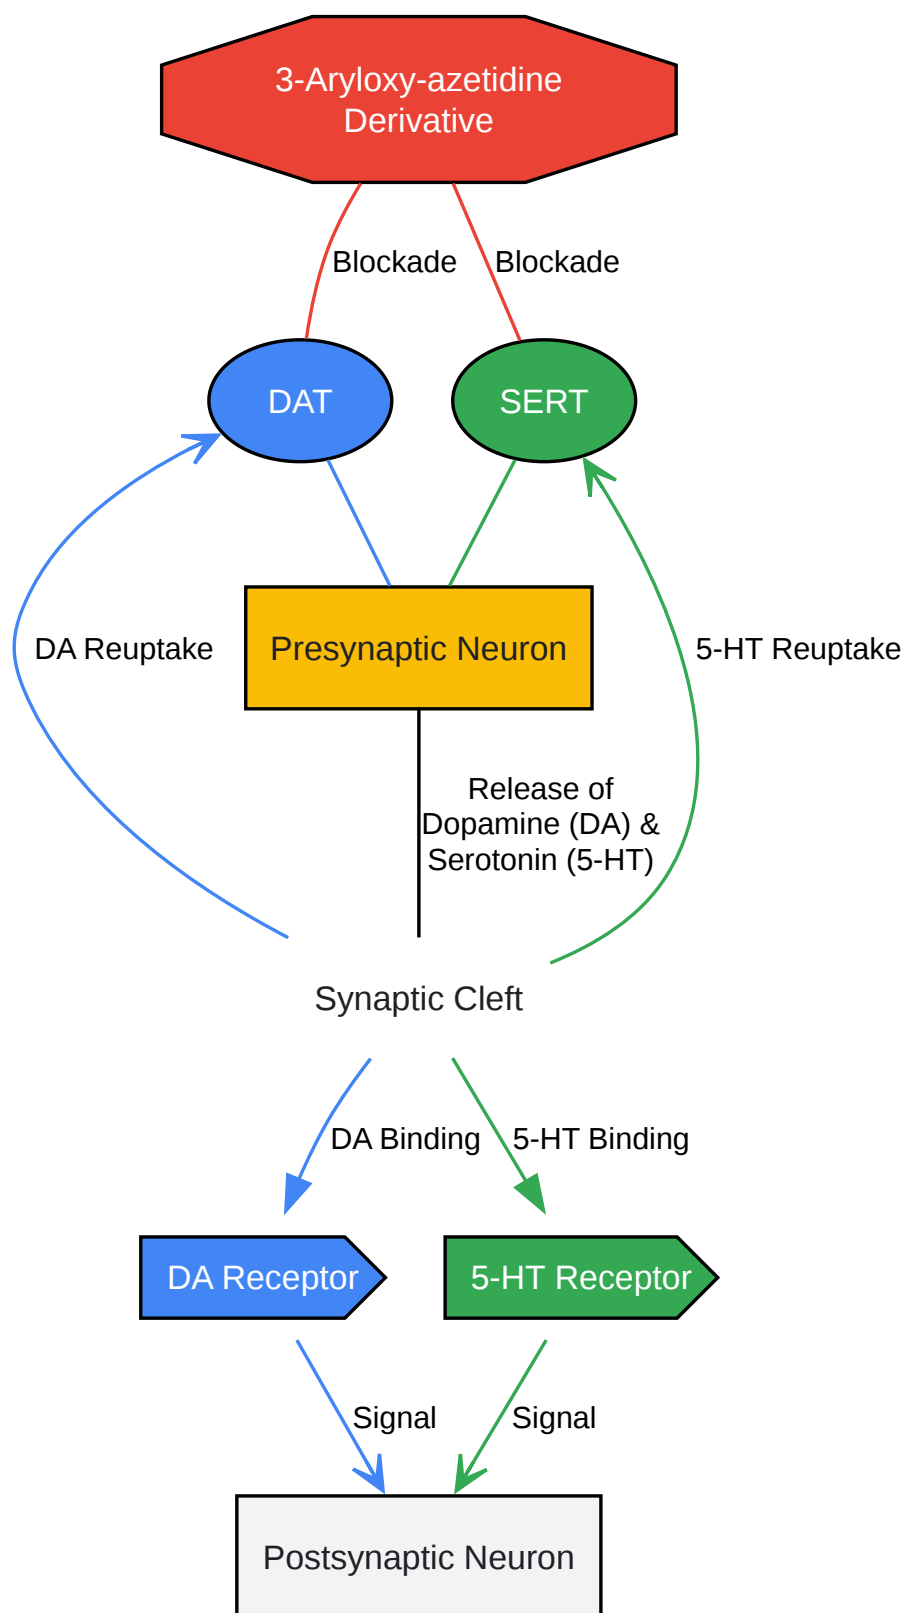 3-Aryloxy-azetidine
Derivative
Blockade
Blockade
DAT
SERT
DA Reuptake
Presynaptic Neuron
5-HT Reuptake
Release of
Dopamine (DA) &
Serotonin (5-HT)
Synaptic Cleft
DA Binding
5-HT Binding
DA Receptor
5-HT Receptor
Signal
Signal
Postsynaptic Neuron